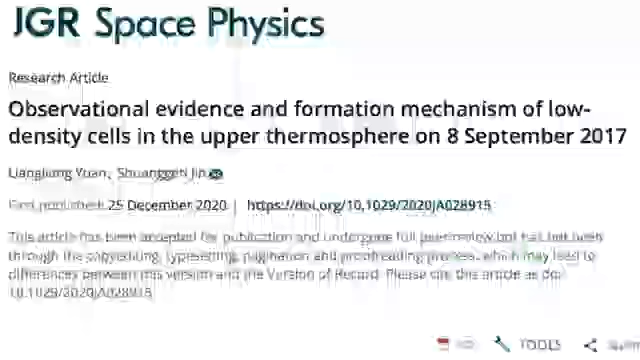 JGR Space Physics
Research Article
Observational evidence and formation mechanism of low-
density cells in the upper thermosphere on 8 September 2017
Liangliang Yuan, Shuanggen Jin
First published: 25 December 2020 | https://doi.org/10.1029/2020JA028915
This article has been accepted for publication and undergone full peer review but has not been
through the copyediting, typesetting, pagination and proofreading process, which may lead to
differences between this version and the Version of Record. Please cite this article as doi:
10.1029/2020JA028915
TOOLS